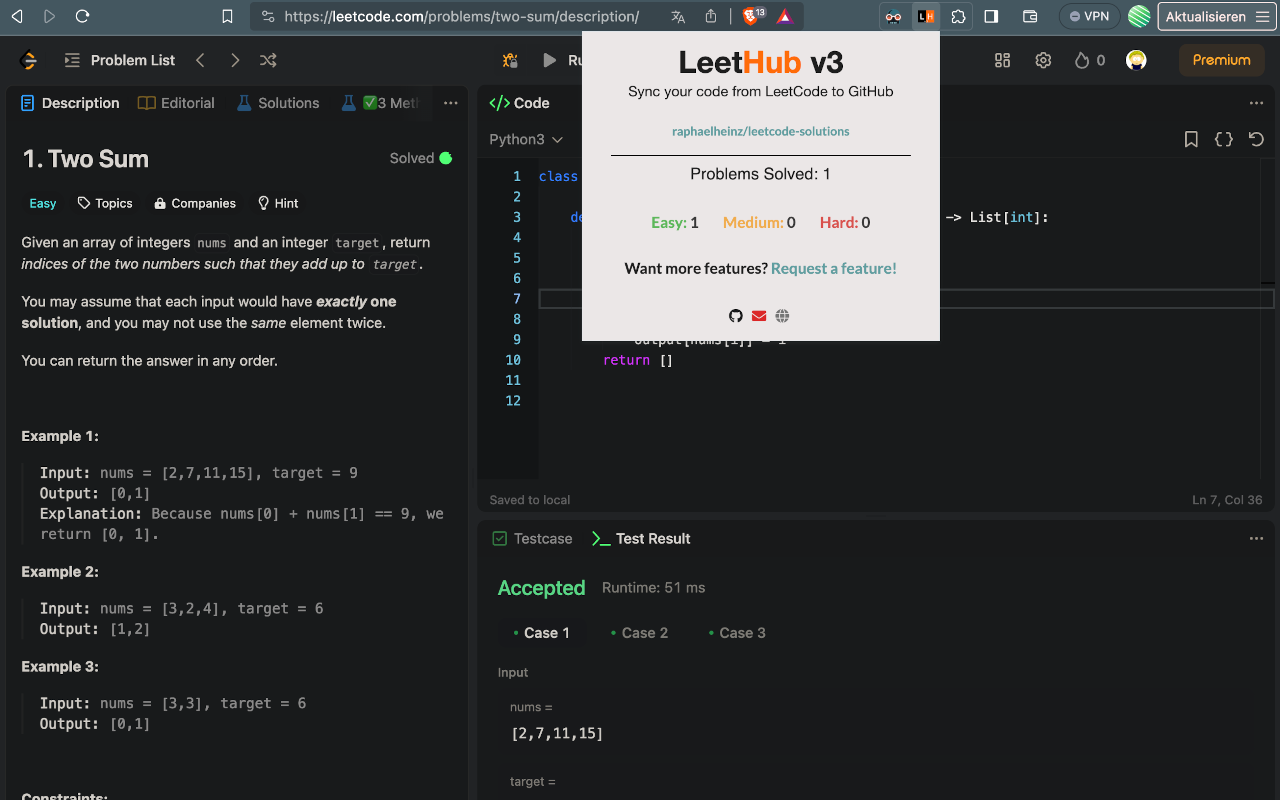 https://leetcode.com/problems/two-sum/description/
13
LH
VPN
Aktualisieren
Problem List
Ru
0
Premium
LeetHub v3
Sync your code from LeetCode to GitHub
raphaelheinz/leetcode-solutions
Problems Solved: 1
Easy: 1 Medium: 0 Hard: 0
Want more features? Request a feature!
Description
Editorial
Solutions
3 Met
1. Two Sum
Solved
Easy
Topics
Companies
Hint
Given an array of integers nums and an integer target, return
indices of the two numbers such that they add up to target.
You may assume that each input would have exactly one
solution, and you may not use the same element twice.
You can return the answer in any order.
Example 1:
Input: nums = [2,7,11,15], target = 9
Output: [0,1]
Explanation: Because nums[0] + nums[1] == 9, we
return [0, 1].
Example 2:
Input: nums = [3,2,4], target = 6
Output: [1,2]
Example 3:
Input: nums = [3,3], target = 6
Output: [0,1]
Constraints:
</> Code
Python3
1 class
2
3 de -> List[int]:
4
5
6
7
8
9 output[nums[i]] = i
10 return []
11
12
Saved to local
Ln 7, Col 36
Testcase
Test Result
Accepted
Runtime: 51 ms
• Case 1
• Case 2
• Case 3
Input
nums =
[2,7,11,15]
target =